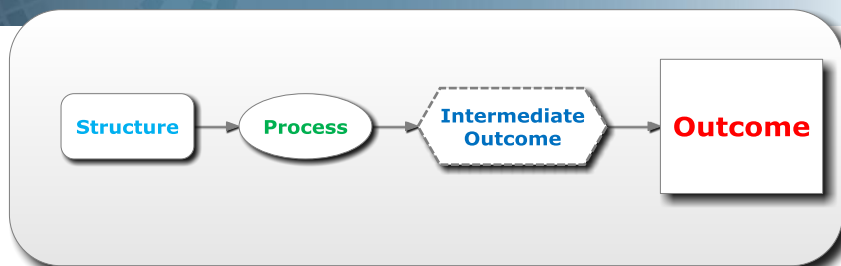 Structure
Process
Intermediate
Outcome
Outcome